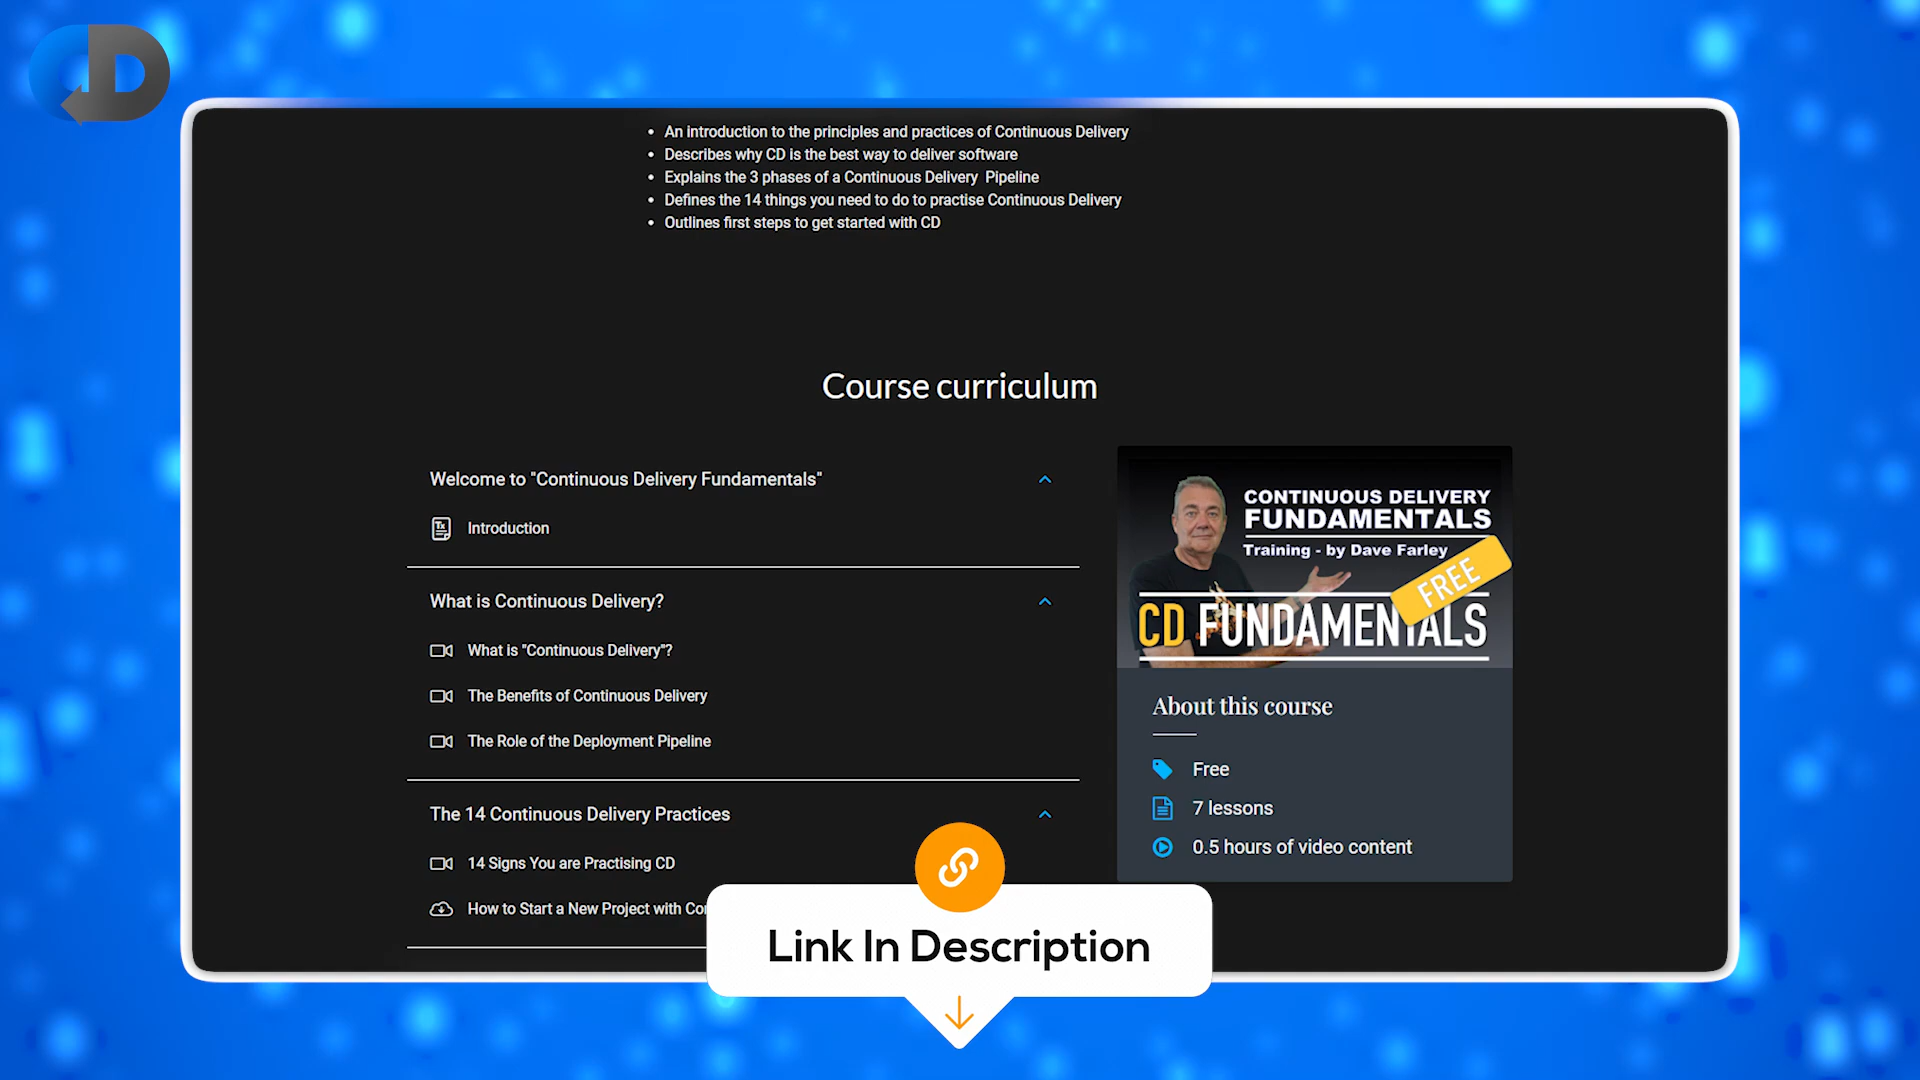 CD
• An introduction to the principles and practices of Continuous Delivery
• Describes why CD is the best way to deliver software
• Explains the 3 phases of a Continuous Delivery Pipeline
• Defines the 14 things you need to do to practise Continuous Delivery
• Outlines first steps to get started with CD
Course curriculum
Welcome to "Continuous Delivery Fundamentals"
Introduction
What is Continuous Delivery?
What is "Continuous Delivery"?
The Benefits of Continuous Delivery
The Role of the Deployment Pipeline
The 14 Continuous Delivery Practices
14 Signs You are Practising CD
How to Start a New Project with
CONTINUOUS DELIVERY
FUNDAMENTALS
Training - by Dave Farley
FREE
CD FUNDAMENTALS
About this course
Free
7 lessons
0.5 hours of video content
Link In Description